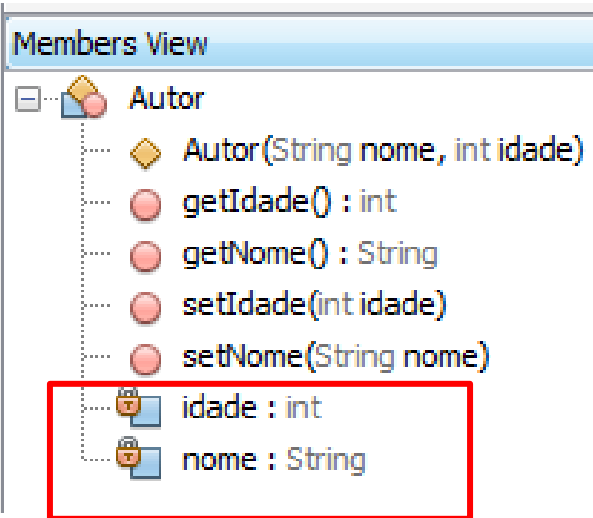 Members View
Autor
Autor(String nome, int idade)
getIdade() : int
getNome() : String
setIdade(int idade)
setNome(String nome)
idade : int
nome : String